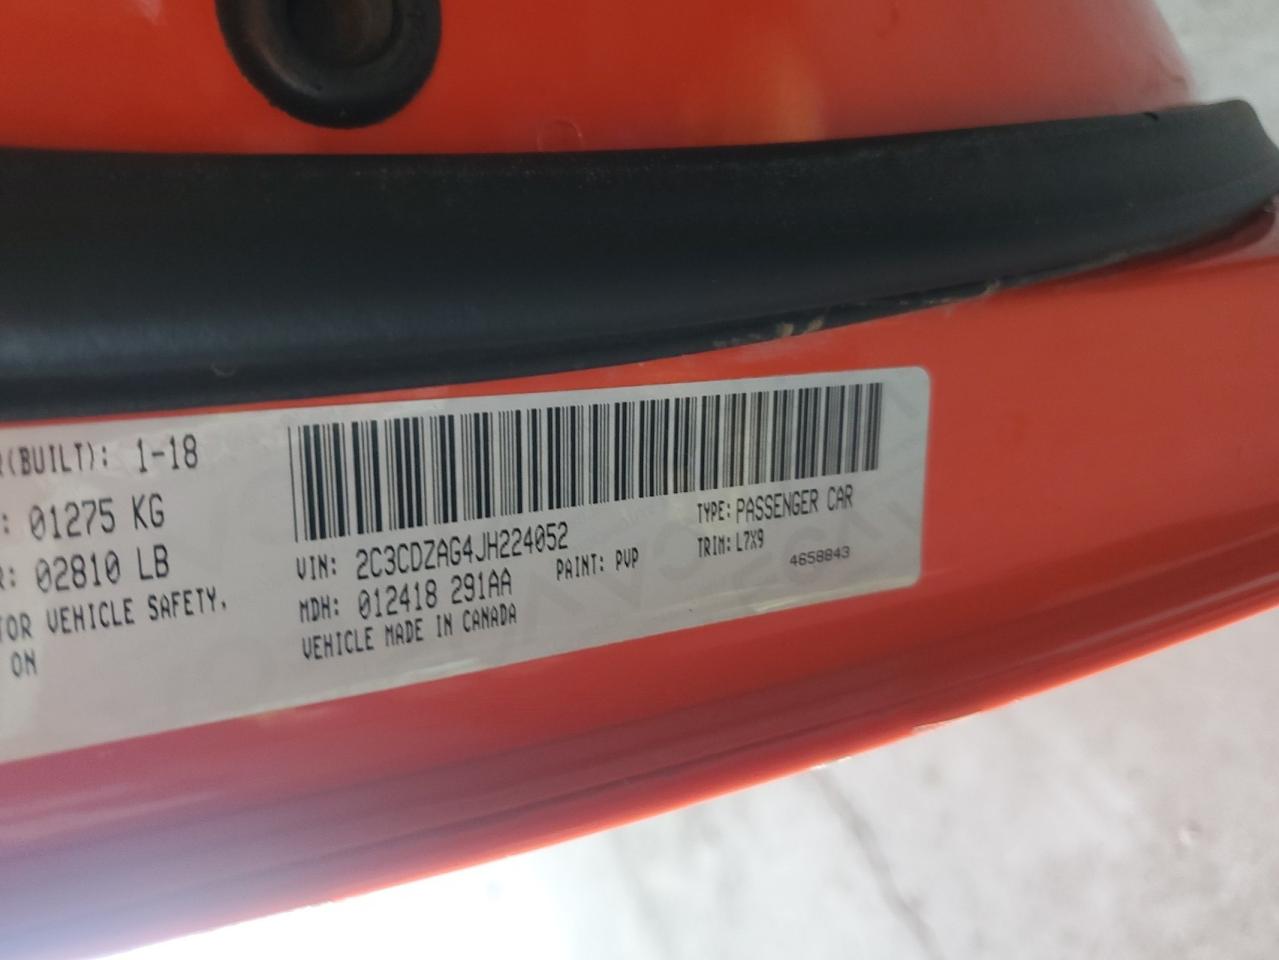 (BUILT): 1-18
: 01275 KG
: 02810 LB
VEHICLE SAFETY,
ON
VIN: 2C3CDZAG4JH224052
MDH: 012418 291AA
VEHICLE MADE IN CANADA
PAINT: PVP
TYPE: PASSENGER CAR
TRIM: L7X9
4658843